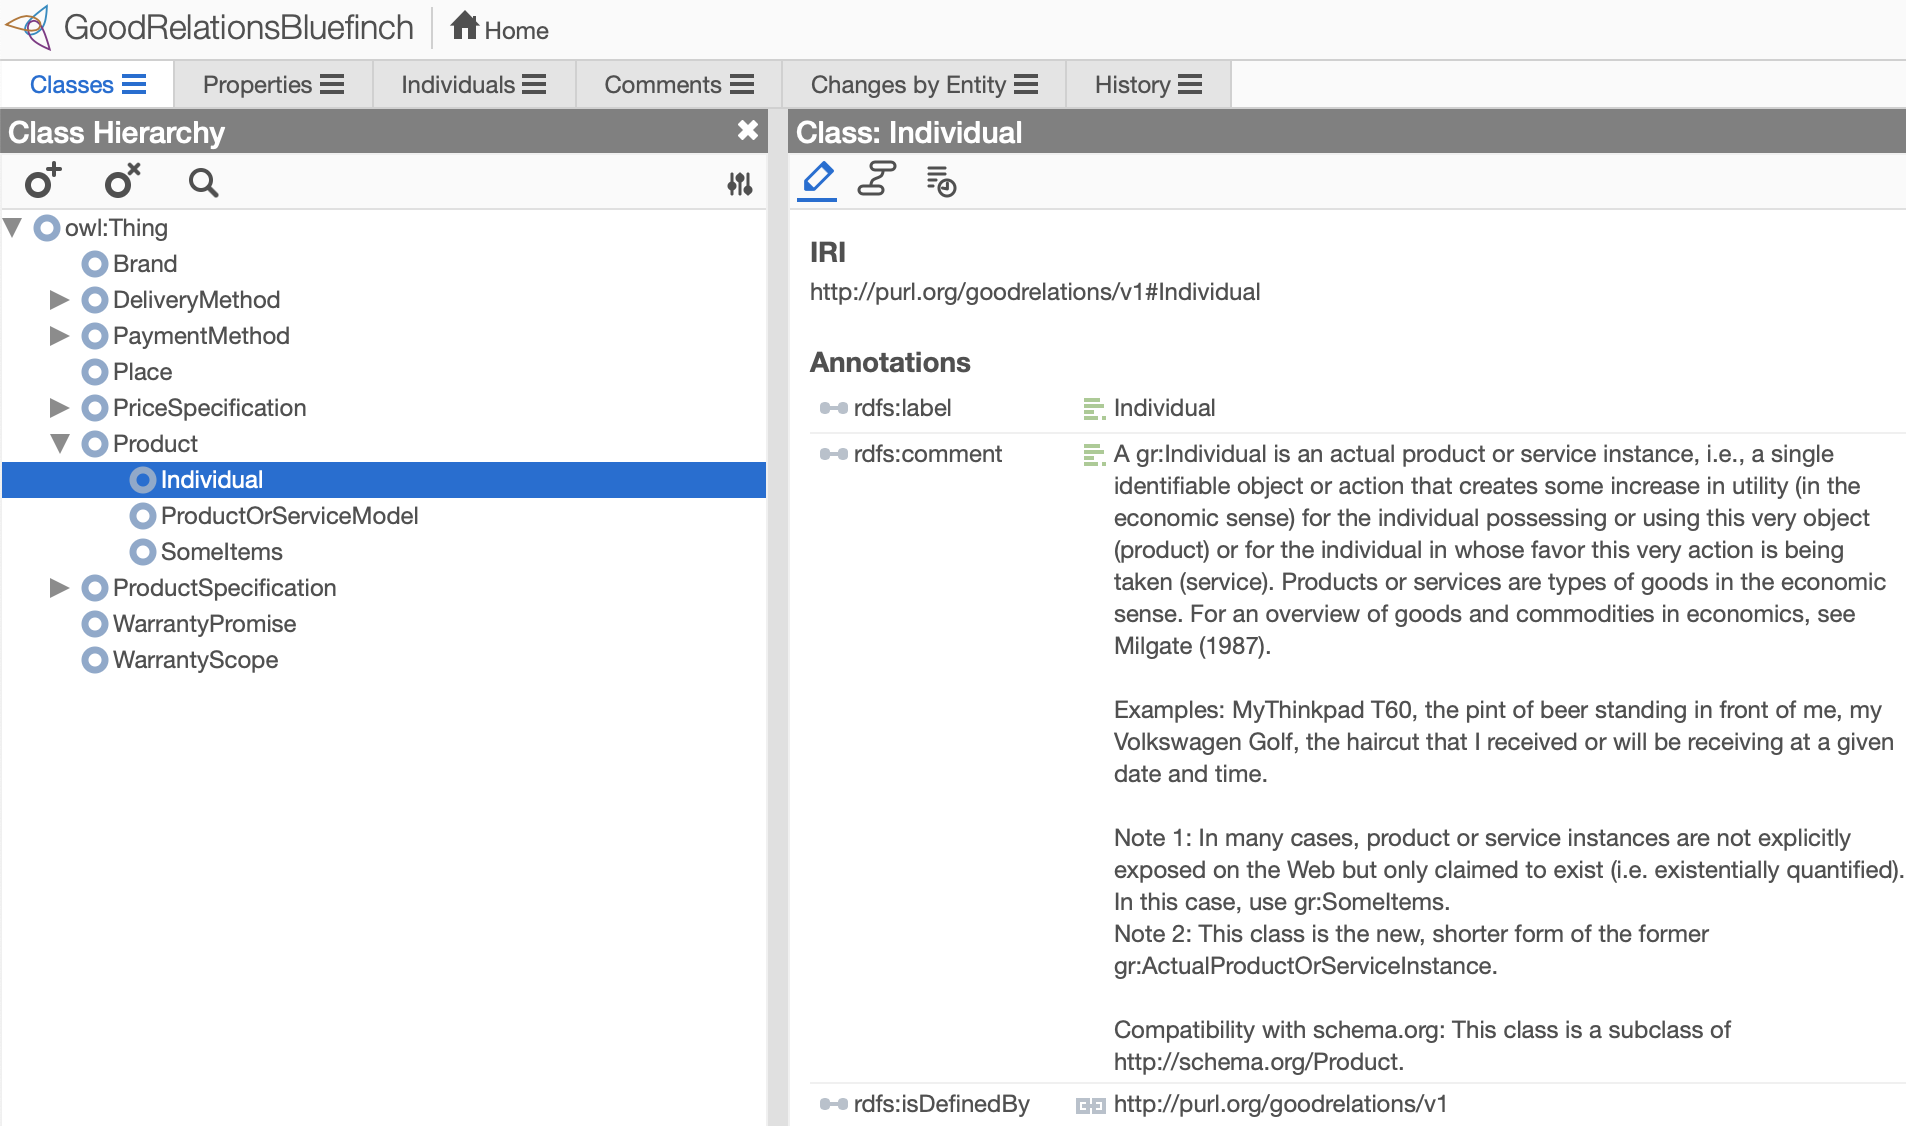 GoodRelationsBluefinch Home
Classes Properties Individuals Comments Changes by Entity History
Class Hierarchy
owl:Thing
Brand
DeliveryMethod
PaymentMethod
Place
PriceSpecification
Product
Individual
ProductOrServiceModel
SomeItems
ProductSpecification
WarrantyPromise
WarrantyScope
Class: Individual
IRI
http://purl.org/goodrelations/v1#Individual
Annotations
rdfs:label Individual
rdfs:comment A gr:Individual is an actual product or service instance, i.e., a single
identifiable object or action that creates some increase in utility (in the
economic sense) for the individual possessing or using this very object
(product) or for the individual in whose favor this very action is being
taken (service). Products or services are types of goods in the economic
sense. For an overview of goods and commodities in economics, see
Milgate (1987).
Examples: MyThinkpad T60, the pint of beer standing in front of me, my
Volkswagen Golf, the haircut that I received or will be receiving at a given
date and time.
Note 1: In many cases, product or service instances are not explicitly
exposed on the Web but only claimed to exist (i.e. existentially quantified).
In this case, use gr:SomeItems.
Note 2: This class is the new, shorter form of the former
gr:ActualProductOrServiceInstance.
Compatibility with schema.org: This class is a subclass of
http://schema.org/Product.
rdfs:isDefinedBy http://purl.org/goodrelations/v1